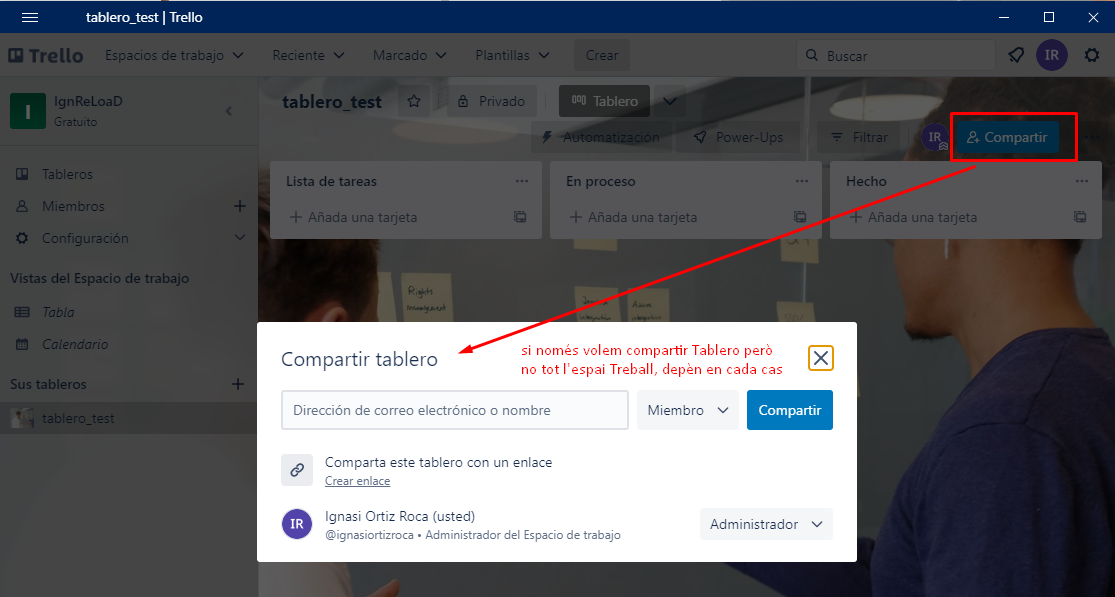 tablero_test | Trello
Trello
Espacios de trabajo
Reciente
Marcado
Plantillas
Crear
Buscar
IR
I
IgnReLoaD
Gratuito
tablero_test
Privado
Tablero
Automatización
Power-Ups
Filtrar
IR
Compartir
Tableros
Miembros
Configuración
Vistas del Espacio de trabajo
Tabla
Calendario
Sus tableros
tablero_test
Lista de tareas
Añada una tarjeta
En proceso
Añada una tarjeta
Hecho
Añada una tarjeta
Rights
Compartir tablero
si només volem compartir Tablero però
no tot l'espai Treball, depèn en cada cas
Dirección de correo electrónico o nombre
Miembro
Compartir
Comparta este tablero con un enlace
Crear enlace
IR
Ignasi Ortiz Roca (usted)
@ignasiortizroca • Administrador del Espacio de trabajo
Administrador